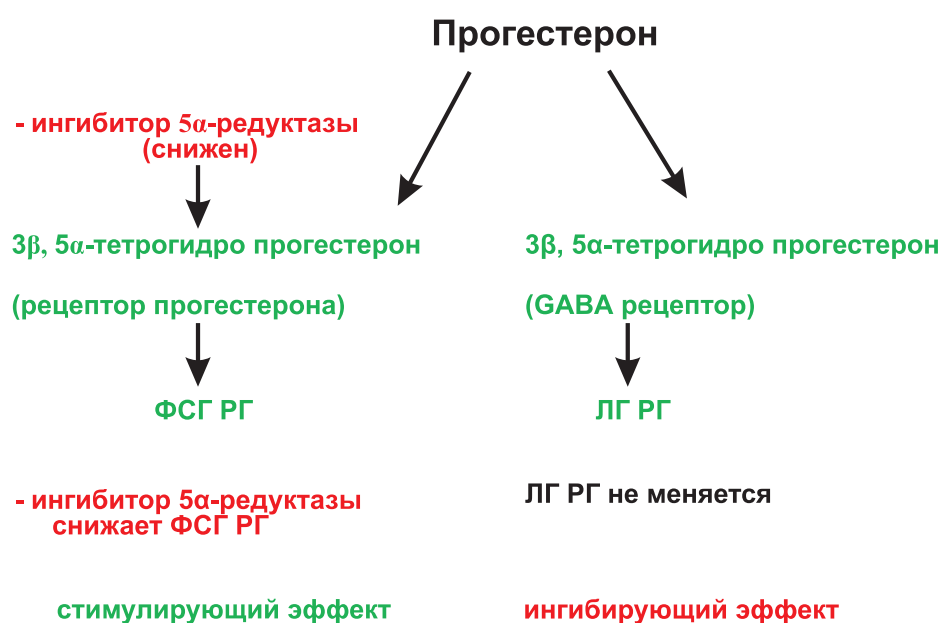 Прогестерон
- ингибитор 5α-редуктазы
(снижен)
3β, 5α-тетрогидро прогестерон
(рецептор прогестерона)
ФСГ РГ
- ингибитор 5α-редуктазы
снижает ФСГ РГ
стимулирующий эффект
3β, 5α-тетрогидро прогестерон
(GABA рецептор)
ЛГ РГ
ЛГ РГ не меняется
ингибирующий эффект